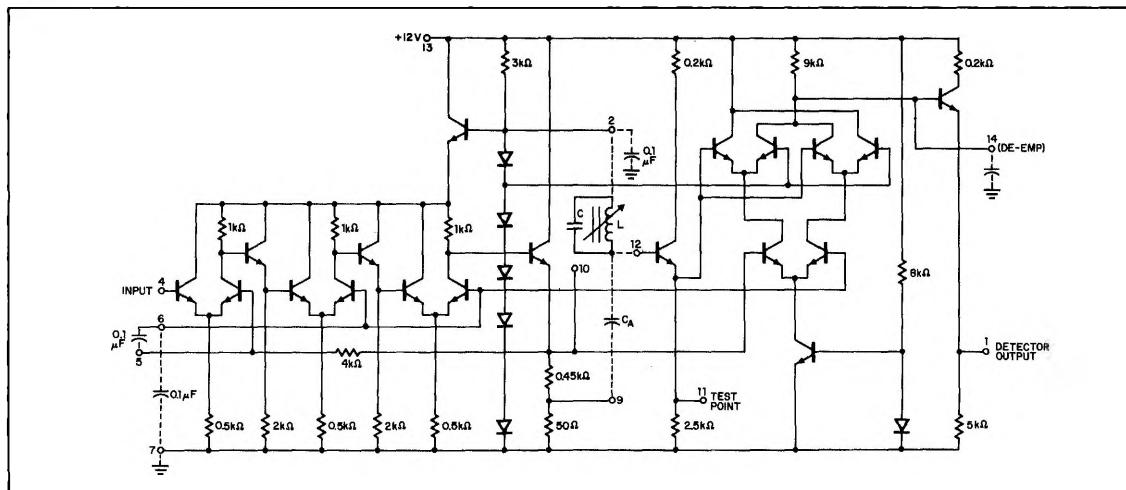 +12V
13
3kΩ
0.2kΩ
9kΩ
0.2kΩ
2
0.1
μF
14
(DE-EMP)
1kΩ
1kΩ
1kΩ
C
L
12
10
8kΩ
INPUT
4
6
0.1
μF
5
4kΩ
0.1μF
CA
0.45kΩ
9
11
TEST
POINT
1
DETECTOR
OUTPUT
0.5kΩ
2kΩ
0.5kΩ
2kΩ
0.5kΩ
50Ω
2.5kΩ
5kΩ
7